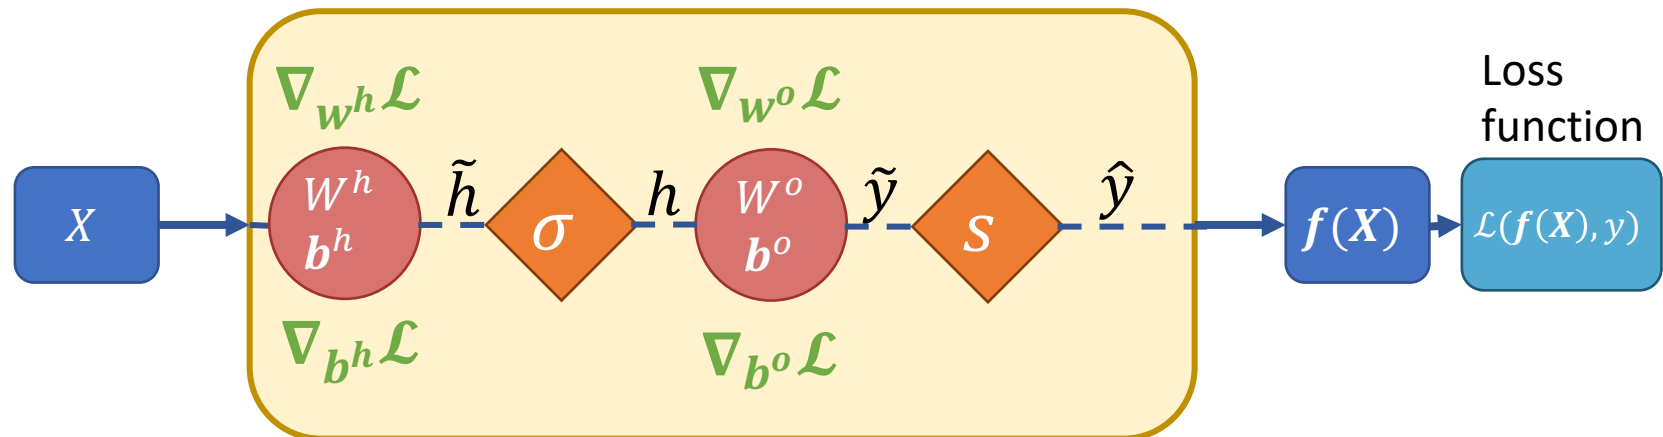 X
∇_{w^h} ℒ
W^h
b^h
∇_{b^h} ℒ
h̃
σ
h
∇_{w^o} ℒ
W^o
b^o
∇_{b^o} ℒ
ỹ
s
ŷ
f(X)
Loss
function
ℒ(f(X), y)